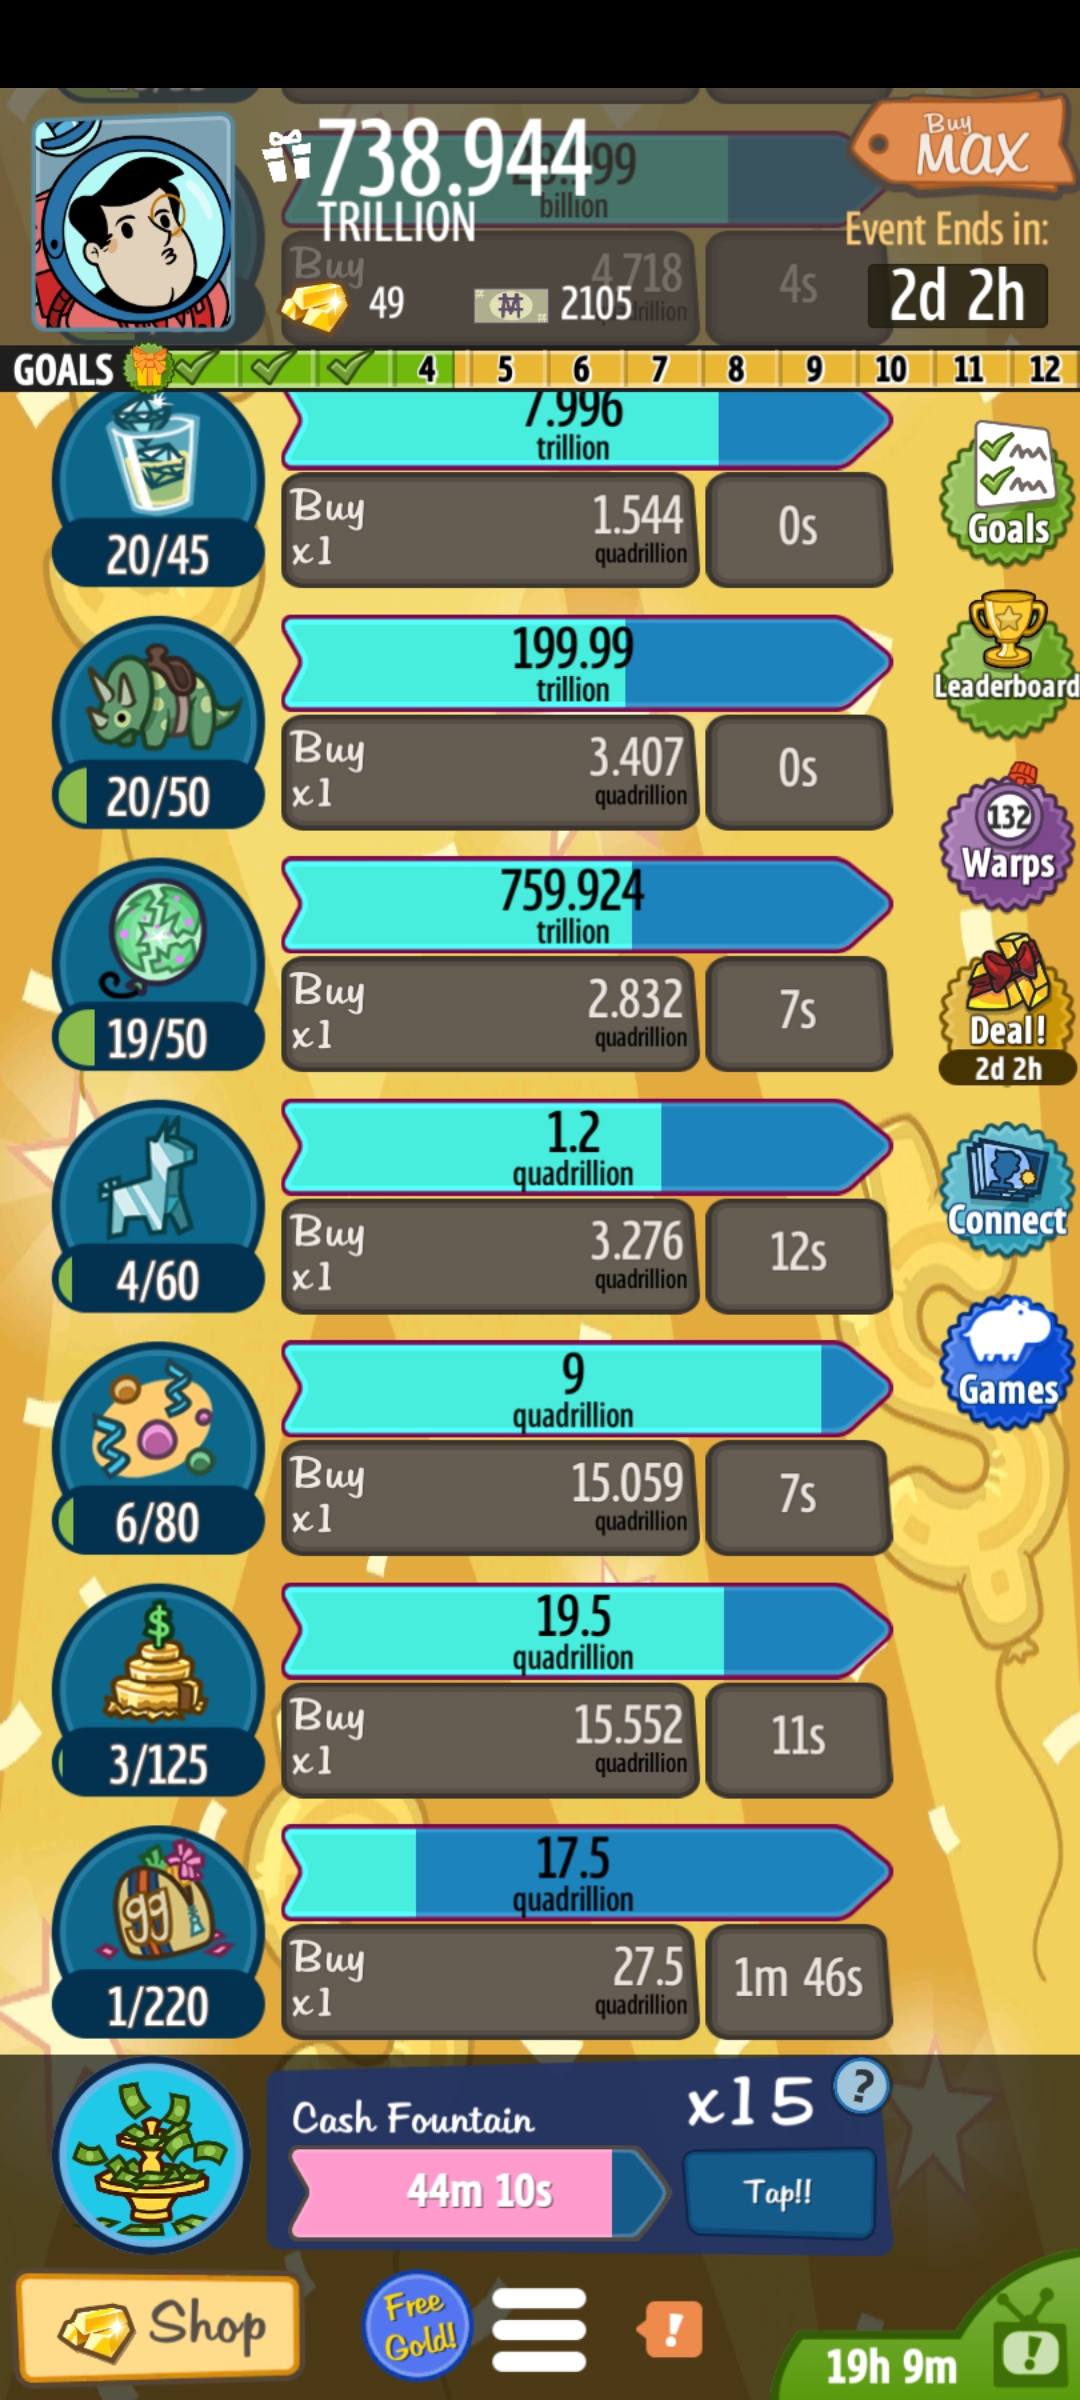 738.944
TRILLION
Buy
MAX
billion
Event Ends in:
2d 2h
Buy
4.718
4s
49
2105
GOALS
4 5 6 7 8 9 10 11 12
7.996
trillion
Buy
x1
1.544
quadrillion
0s
20/45
Goals
199.99
trillion
Buy
x1
3.407
quadrillion
0s
20/50
Leaderboard
759.924
trillion
Buy
x1
2.832
quadrillion
7s
19/50
132
Warps
Deal!
2d 2h
1.2
quadrillion
Buy
x1
3.276
quadrillion
12s
4/60
Connect
9
quadrillion
Buy
x1
15.059
quadrillion
7s
6/80
Games
$
19.5
quadrillion
Buy
x1
15.552
quadrillion
11s
3/125
99
17.5
quadrillion
Buy
x1
27.5
quadrillion
1m 46s
1/220
Cash Fountain
x15
?
44m 10s
Tap!!
Shop
Free
Gold!
!
19h 9m
!